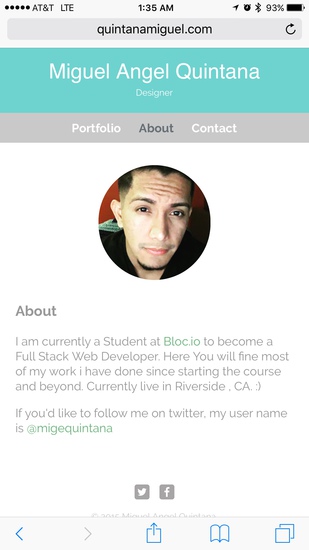 AT&T LTE 1:35 AM 93%
quintanamiguel.com
Miguel Angel Quintana
Designer
Portfolio About Contact
About
I am currently a Student at Bloc.io to become a
Full Stack Web Developer. Here You will fine most
of my work i have done since starting the course
and beyond. Currently live in Riverside , CA. :)
If you'd like to follow me on twitter, my user name
is @migequintana
© 2015 Miguel Angel Quintana